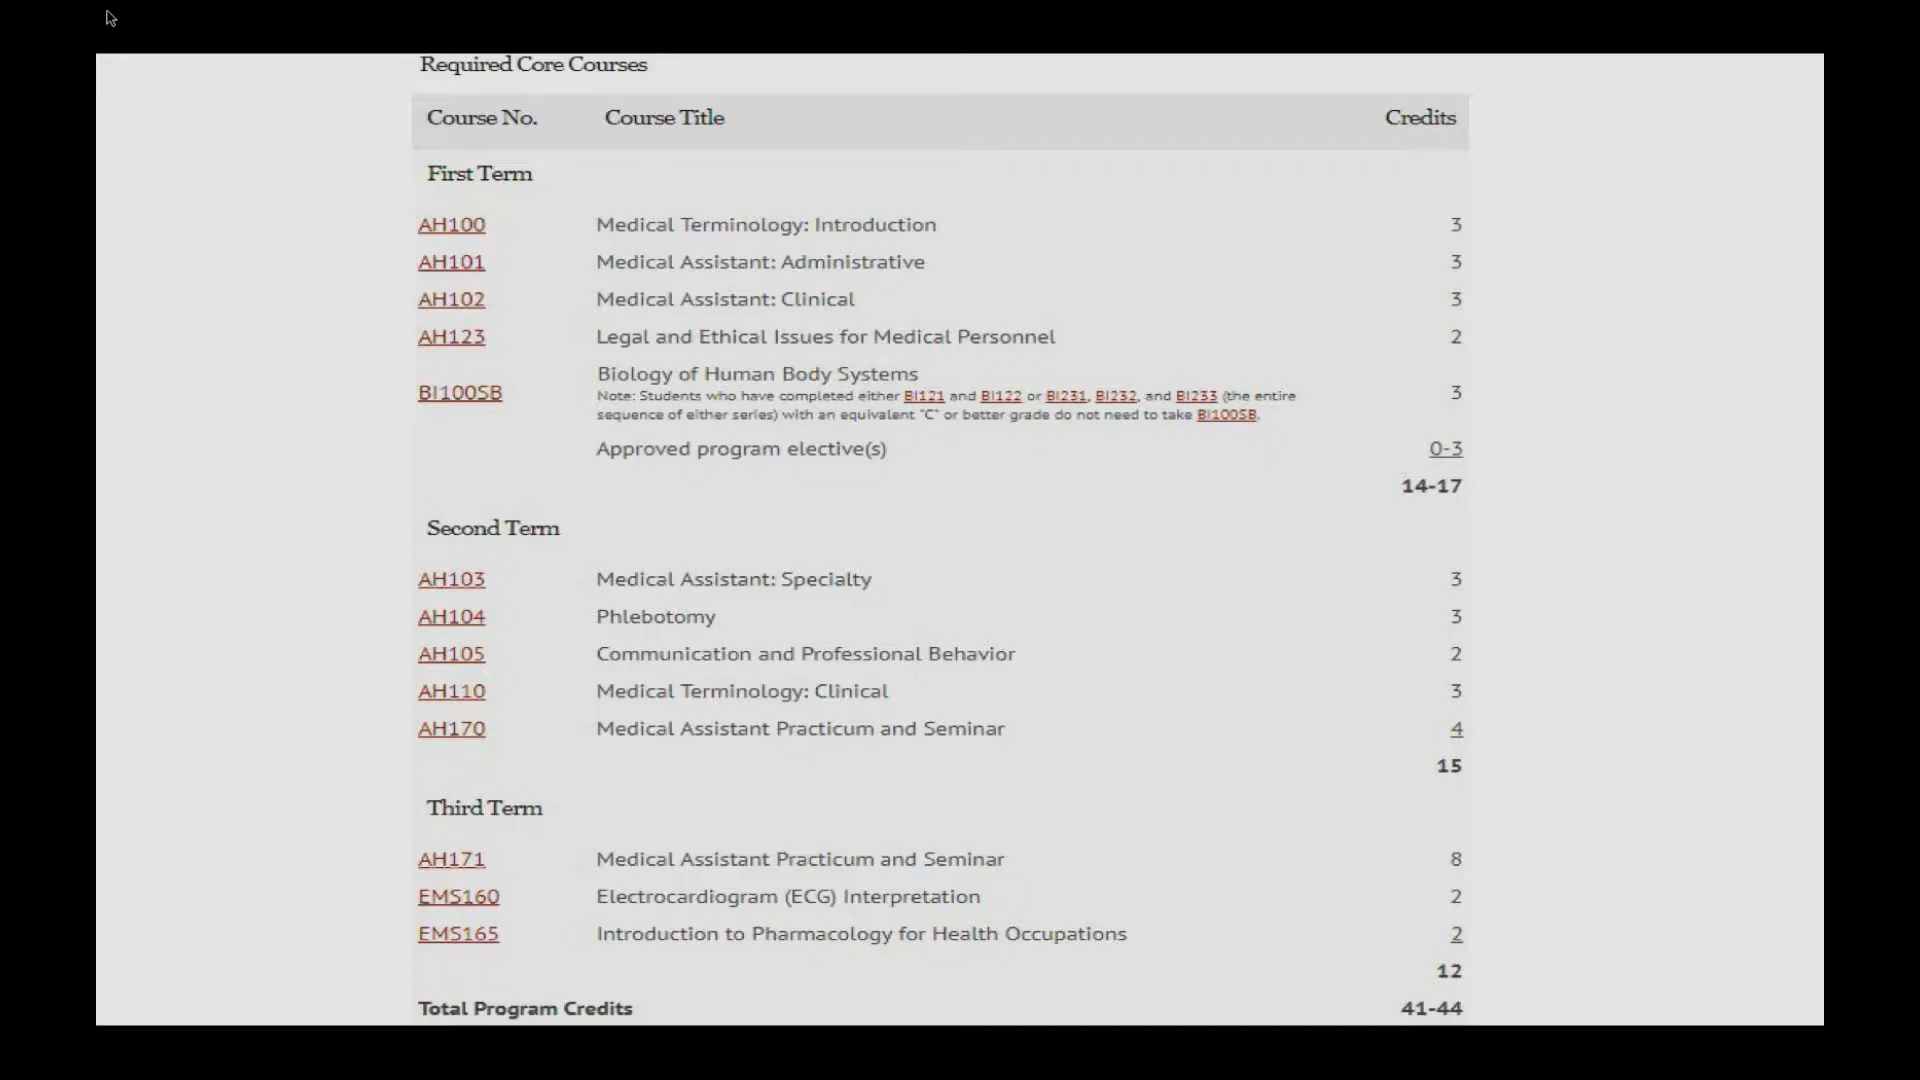 Required Core Courses
Course No. Course Title Credits
First Term
AH100 Medical Terminology: Introduction 3
AH101 Medical Assistant: Administrative 3
AH102 Medical Assistant: Clinical 3
AH123 Legal and Ethical Issues for Medical Personnel 2
BI100SB Biology of Human Body Systems 3
Note: Students who have completed either BI121 and BI122 or BI231, BI232, and BI233 (the entire
sequence of either series) with an equivalent "C" or better grade do not need to take BI100SB.
Approved program elective(s) 0-3
14-17
Second Term
AH103 Medical Assistant: Specialty 3
AH104 Phlebotomy 3
AH105 Communication and Professional Behavior 2
AH110 Medical Terminology: Clinical 3
AH170 Medical Assistant Practicum and Seminar 4
15
Third Term
AH171 Medical Assistant Practicum and Seminar 8
EMS160 Electrocardiogram (ECG) Interpretation 2
EMS165 Introduction to Pharmacology for Health Occupations 2
12
Total Program Credits 41-44